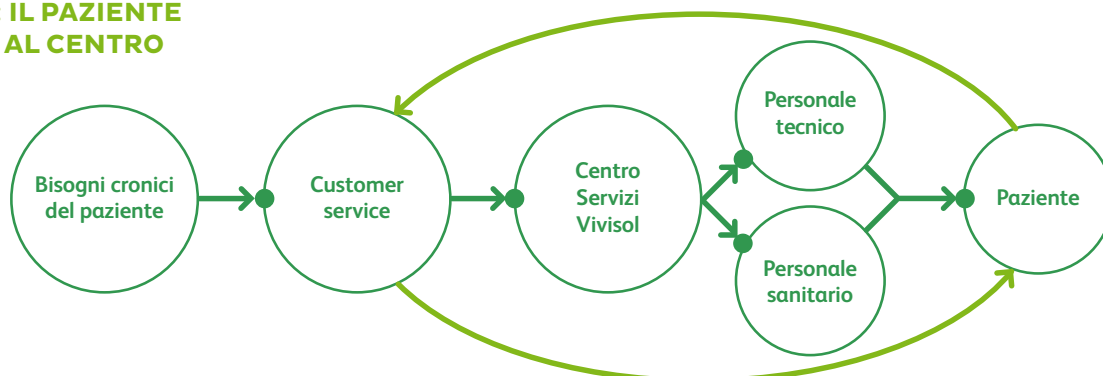 IL PAZIENTE
AL CENTRO
Bisogni cronici
del paziente
Customer
service
Centro
Servizi
Vivisol
Personale
tecnico
Personale
sanitario
Paziente